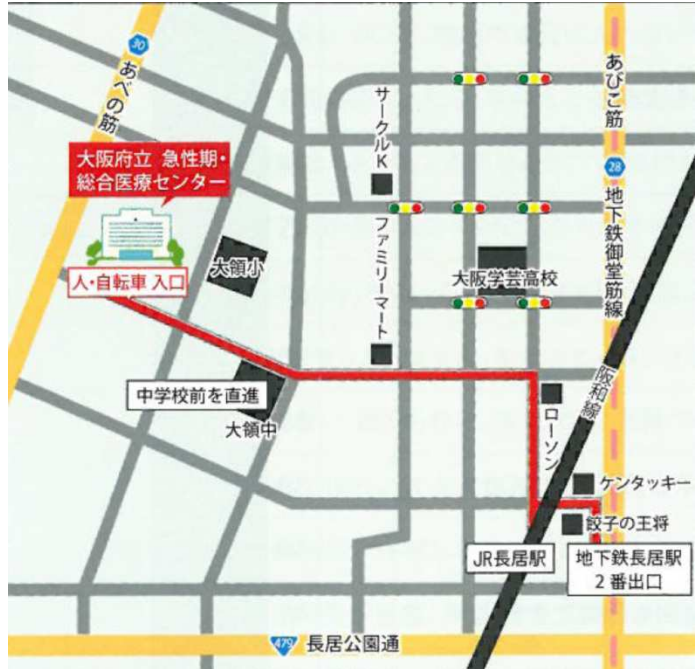 30
あべの筋
サークルK
あびこ筋
28
地下鉄御堂筋線
大阪府立 急性期・
総合医療センター
人・自転車 入口
大領小
ファミリーマート
大阪学芸高校
阪和線
中学校前を直進
大領中
ローソン
ケンタッキー
餃子の王将
JR長居駅
地下鉄長居駅
2番出口
479
長居公園通